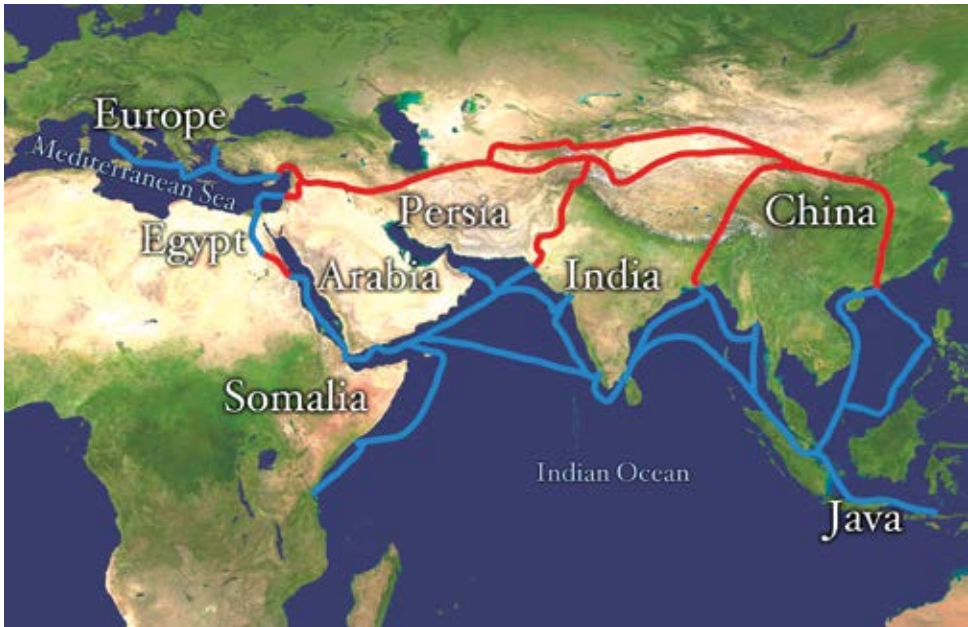 Europe
Mediterranean Sea
Egypt
Persia
China
Arabia
India
Somalia
Indian Ocean
Java